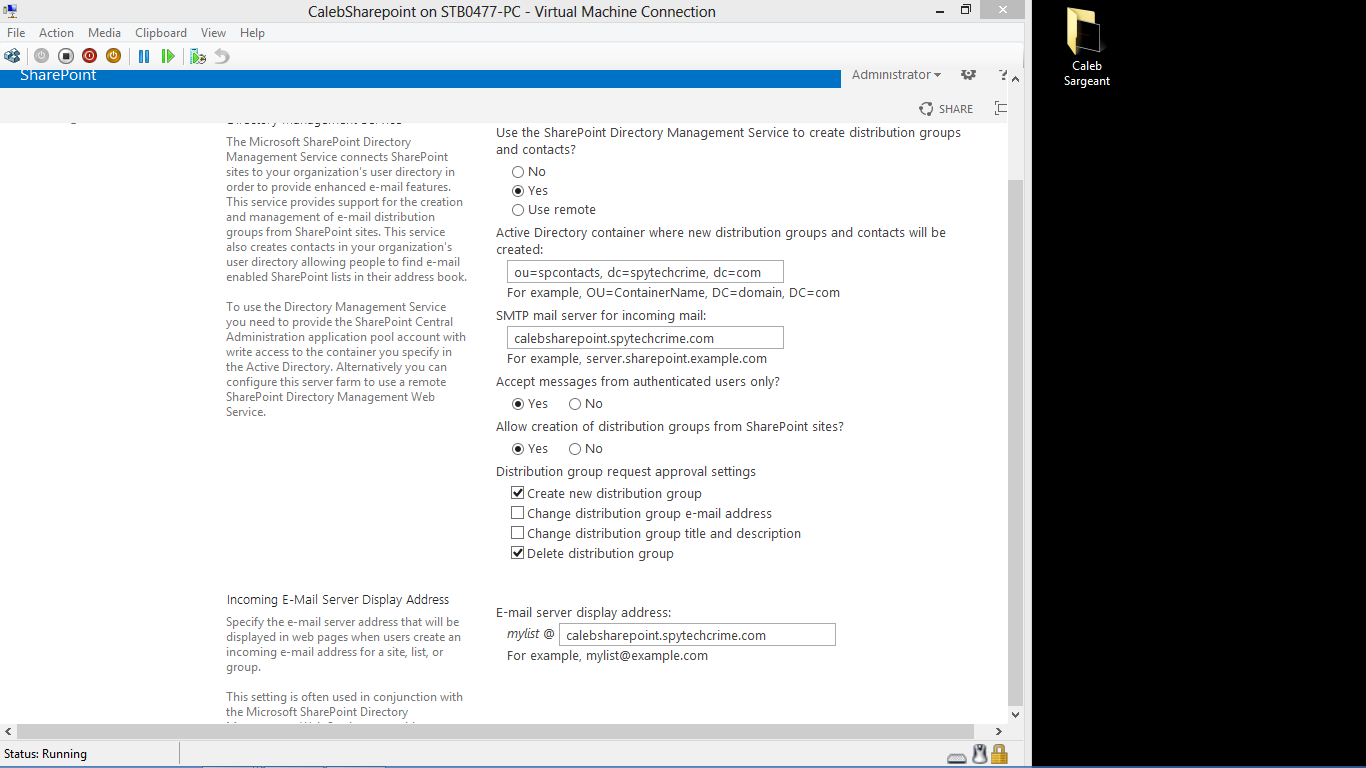 CalebSharepoint on STB0477-PC - Virtual Machine Connection
File Action Media Clipboard View Help
SharePoint
Administrator
?
SHARE
Directory Management Service
The Microsoft SharePoint Directory
Management Service connects SharePoint
sites to your organization's user directory in
order to provide enhanced e-mail features.
This service provides support for the creation
and management of e-mail distribution
groups from SharePoint sites. This service
also creates contacts in your organization's
user directory allowing people to find e-mail
enabled SharePoint lists in their address book.
To use the Directory Management Service
you need to provide the SharePoint Central
Administration application pool account with
write access to the container you specify in
the Active Directory. Alternatively you can
configure this server farm to use a remote
SharePoint Directory Management Web
Service.
Use the SharePoint Directory Management Service to create distribution groups
and contacts?
No
Yes
Use remote
Active Directory container where new distribution groups and contacts will be
created:
ou=spcontacts, dc=spytechcrime, dc=com
For example, OU=ContainerName, DC=domain, DC=com
SMTP mail server for incoming mail:
calebsharepoint.spytechcrime.com
For example, server.sharepoint.example.com
Accept messages from authenticated users only?
Yes No
Allow creation of distribution groups from SharePoint sites?
Yes No
Distribution group request approval settings
Create new distribution group
Change distribution group e-mail address
Change distribution group title and description
Delete distribution group
Incoming E-Mail Server Display Address
Specify the e-mail server address that will be
displayed in web pages when users create an
incoming e-mail address for a site, list, or
group.
This setting is often used in conjunction with
the Microsoft SharePoint Directory
E-mail server display address:
mylist @ calebsharepoint.spytechcrime.com
For example, mylist@example.com
Status: Running
Caleb
Sargeant